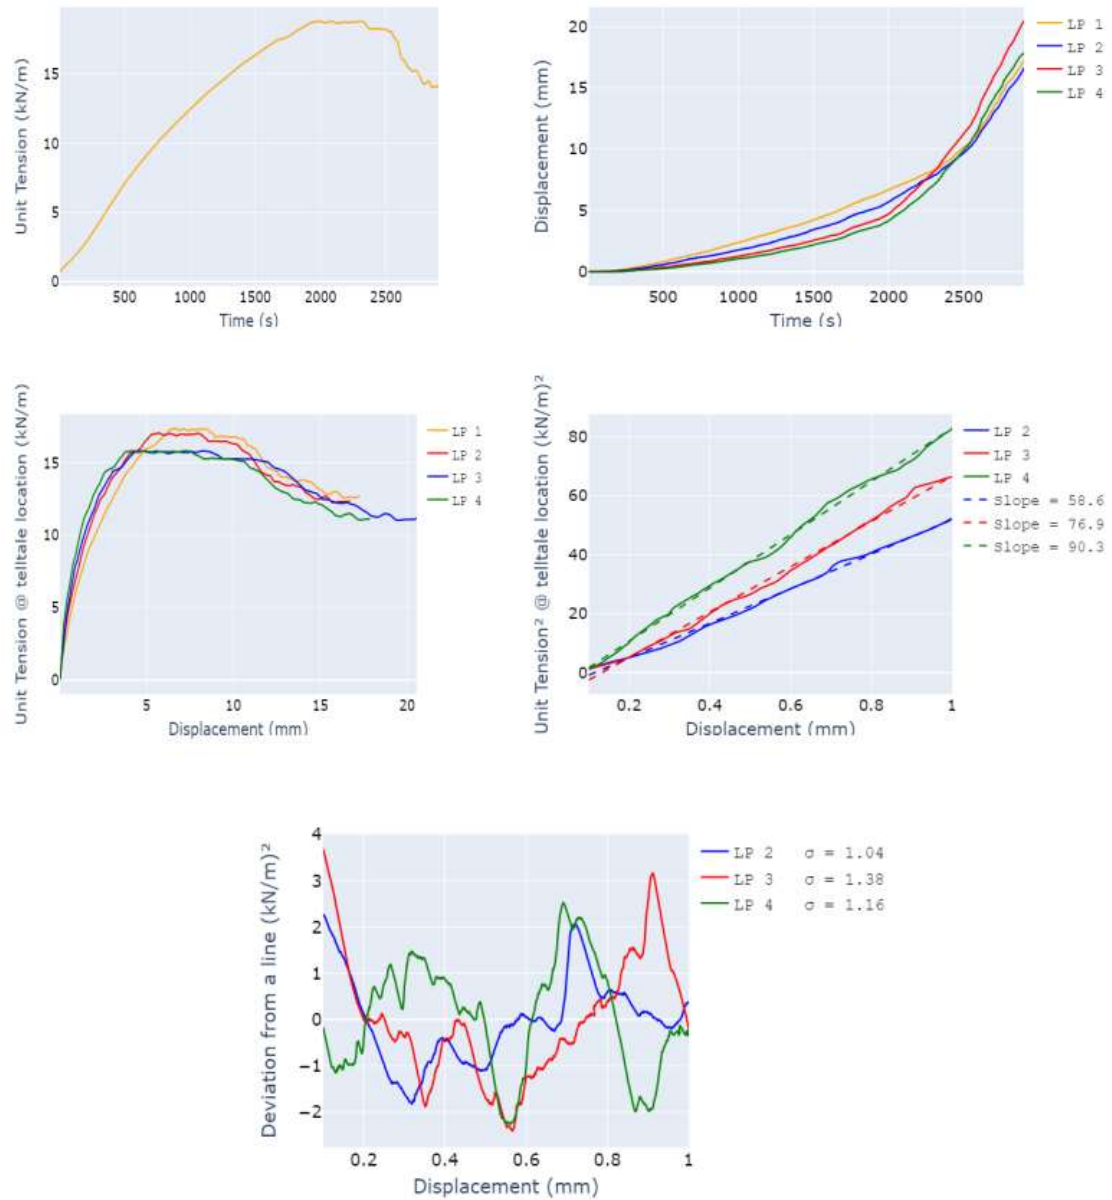 Unit Tension (kN/m)
15
10
5
0
500 1000 1500 2000 2500
Time (s)
Displacement (mm)
20
15
10
5
0
500 1000 1500 2000 2500
Time (s)
LP 1
LP 2
LP 3
LP 4
Unit Tension @ telltale location (kN/m)
15
10
5
0
5 10 15 20
Displacement (mm)
LP 1
LP 2
LP 3
LP 4
Unit Tension² @ telltale location (kN/m)²
80
60
40
20
0
0.2 0.4 0.6 0.8 1
Displacement (mm)
LP 2
LP 3
LP 4
Slope = 58.6
Slope = 76.9
Slope = 90.3
Deviation from a line (kN/m)²
4
3
2
1
0
−1
−2
0.2 0.4 0.6 0.8 1
Displacement (mm)
LP 2 σ = 1.04
LP 3 σ = 1.38
LP 4 σ = 1.16